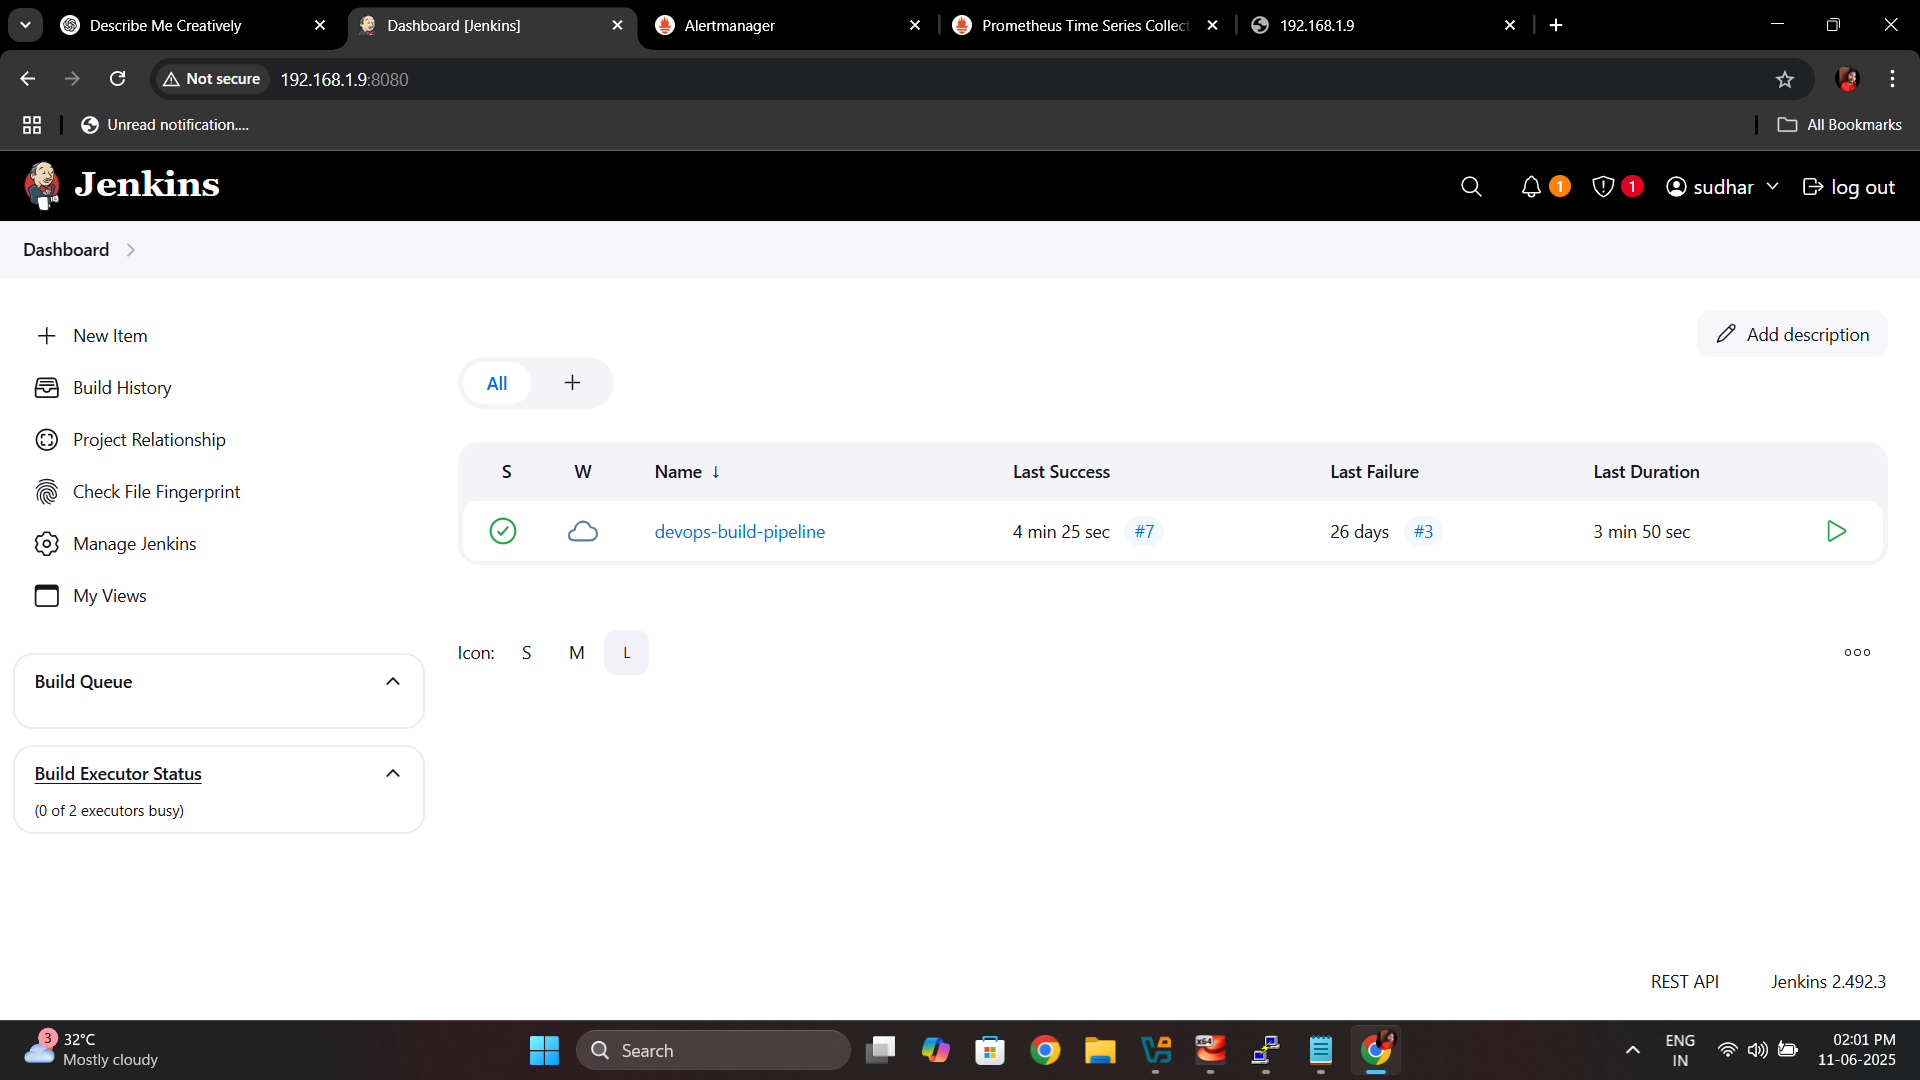 Describe Me Creatively
Dashboard [Jenkins]
Alertmanager
Prometheus Time Series Collect
192.168.1.9
Not secure
192.168.1.9:8080
Unread notification....
All Bookmarks
Jenkins
1
1
sudhar
log out
Dashboard
New Item
Build History
Project Relationship
Check File Fingerprint
Manage Jenkins
My Views
Build Queue
Build Executor Status
(0 of 2 executors busy)
Add description
All
S W Name ↓ Last Success Last Failure Last Duration
devops-build-pipeline 4 min 25 sec #7 26 days #3 3 min 50 sec
Icon: S M L
REST API Jenkins 2.492.3
3
32°C
Mostly cloudy
Search
x64
ENG
IN
02:01 PM
11-06-2025